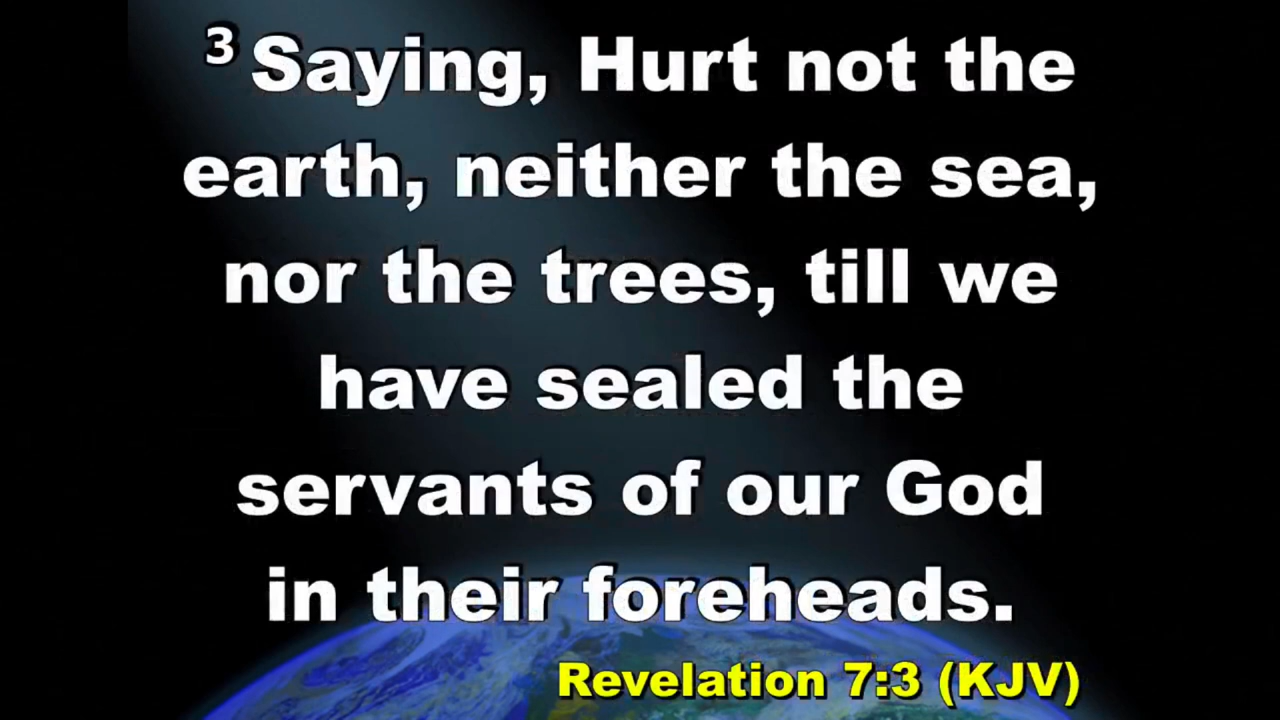 3 Saying, Hurt not the
earth, neither the sea,
nor the trees, till we
have sealed the
servants of our God
in their foreheads.
Revelation 7:3 (KJV)